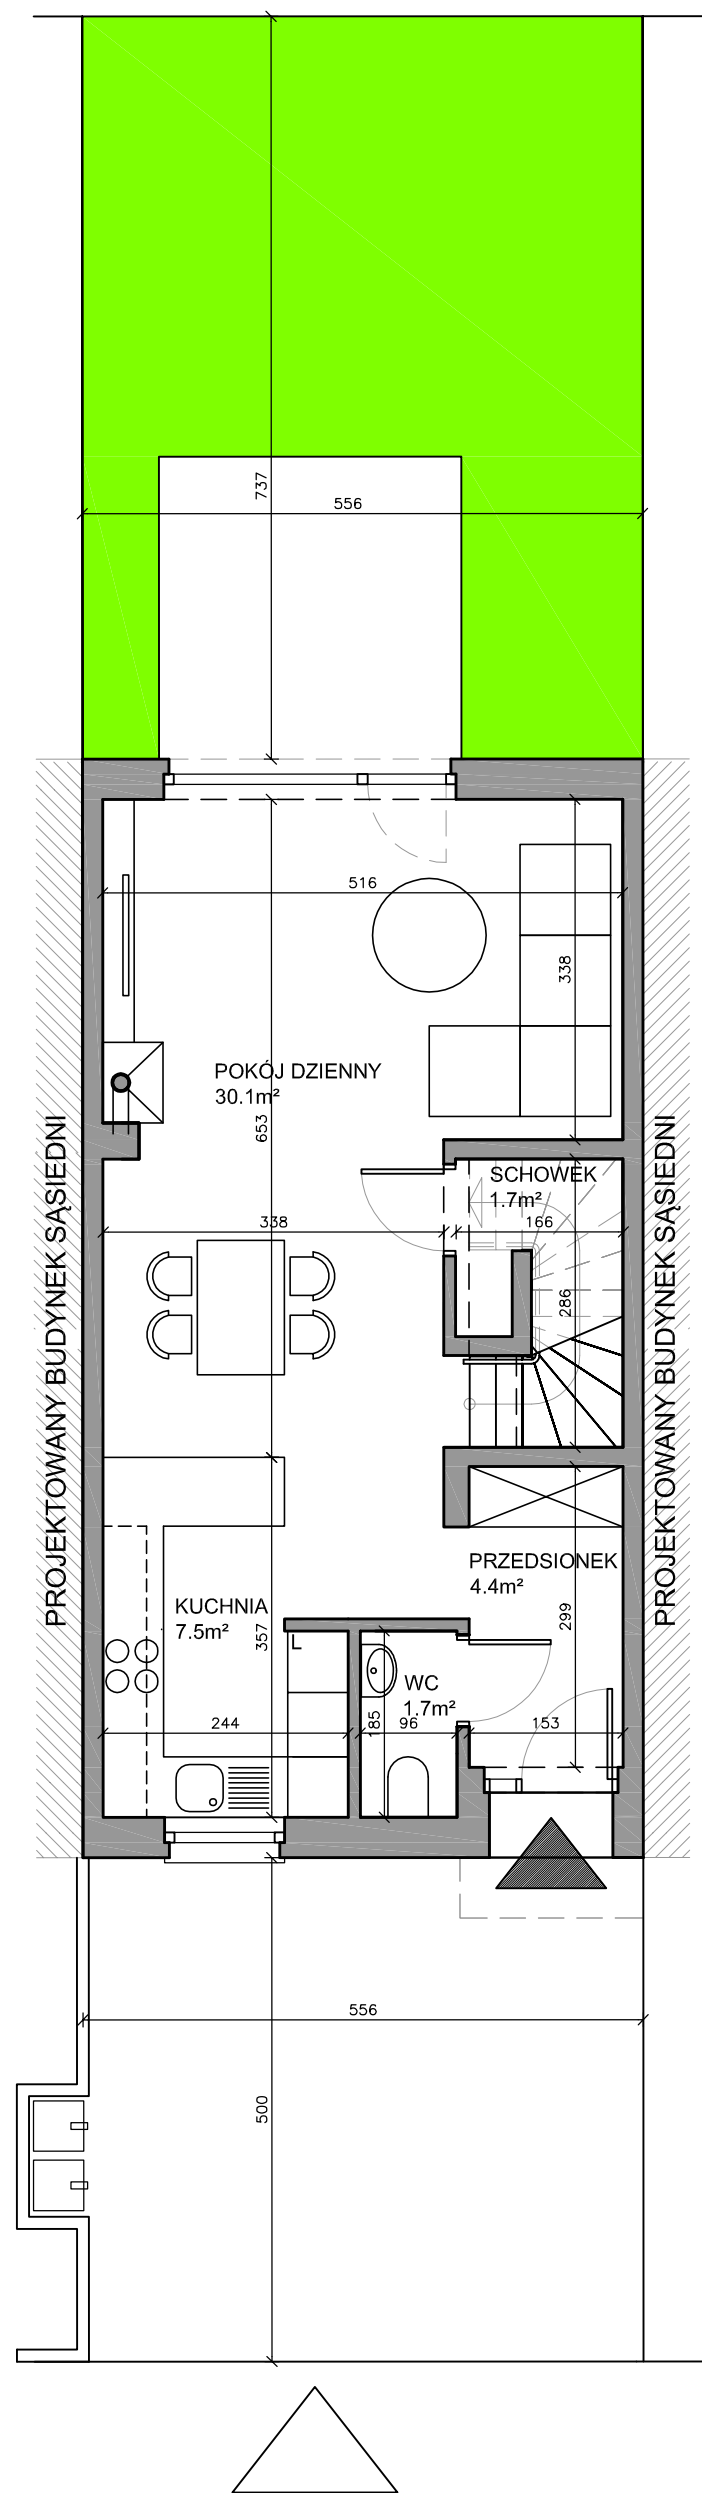 737
556
516
338
POKÓJ DZIENNY
30.1m²
653
SCHOWEK
1.7m²
338
166
286
PROJEKTOWANY BUDYNEK SĄSIEDNI
PROJEKTOWANY BUDYNEK SĄSIEDNI
PRZEDSIONEK
4.4m²
299
KUCHNIA
7.5m²
357
L
WC
1.7m²
185
244
96
153
556
500